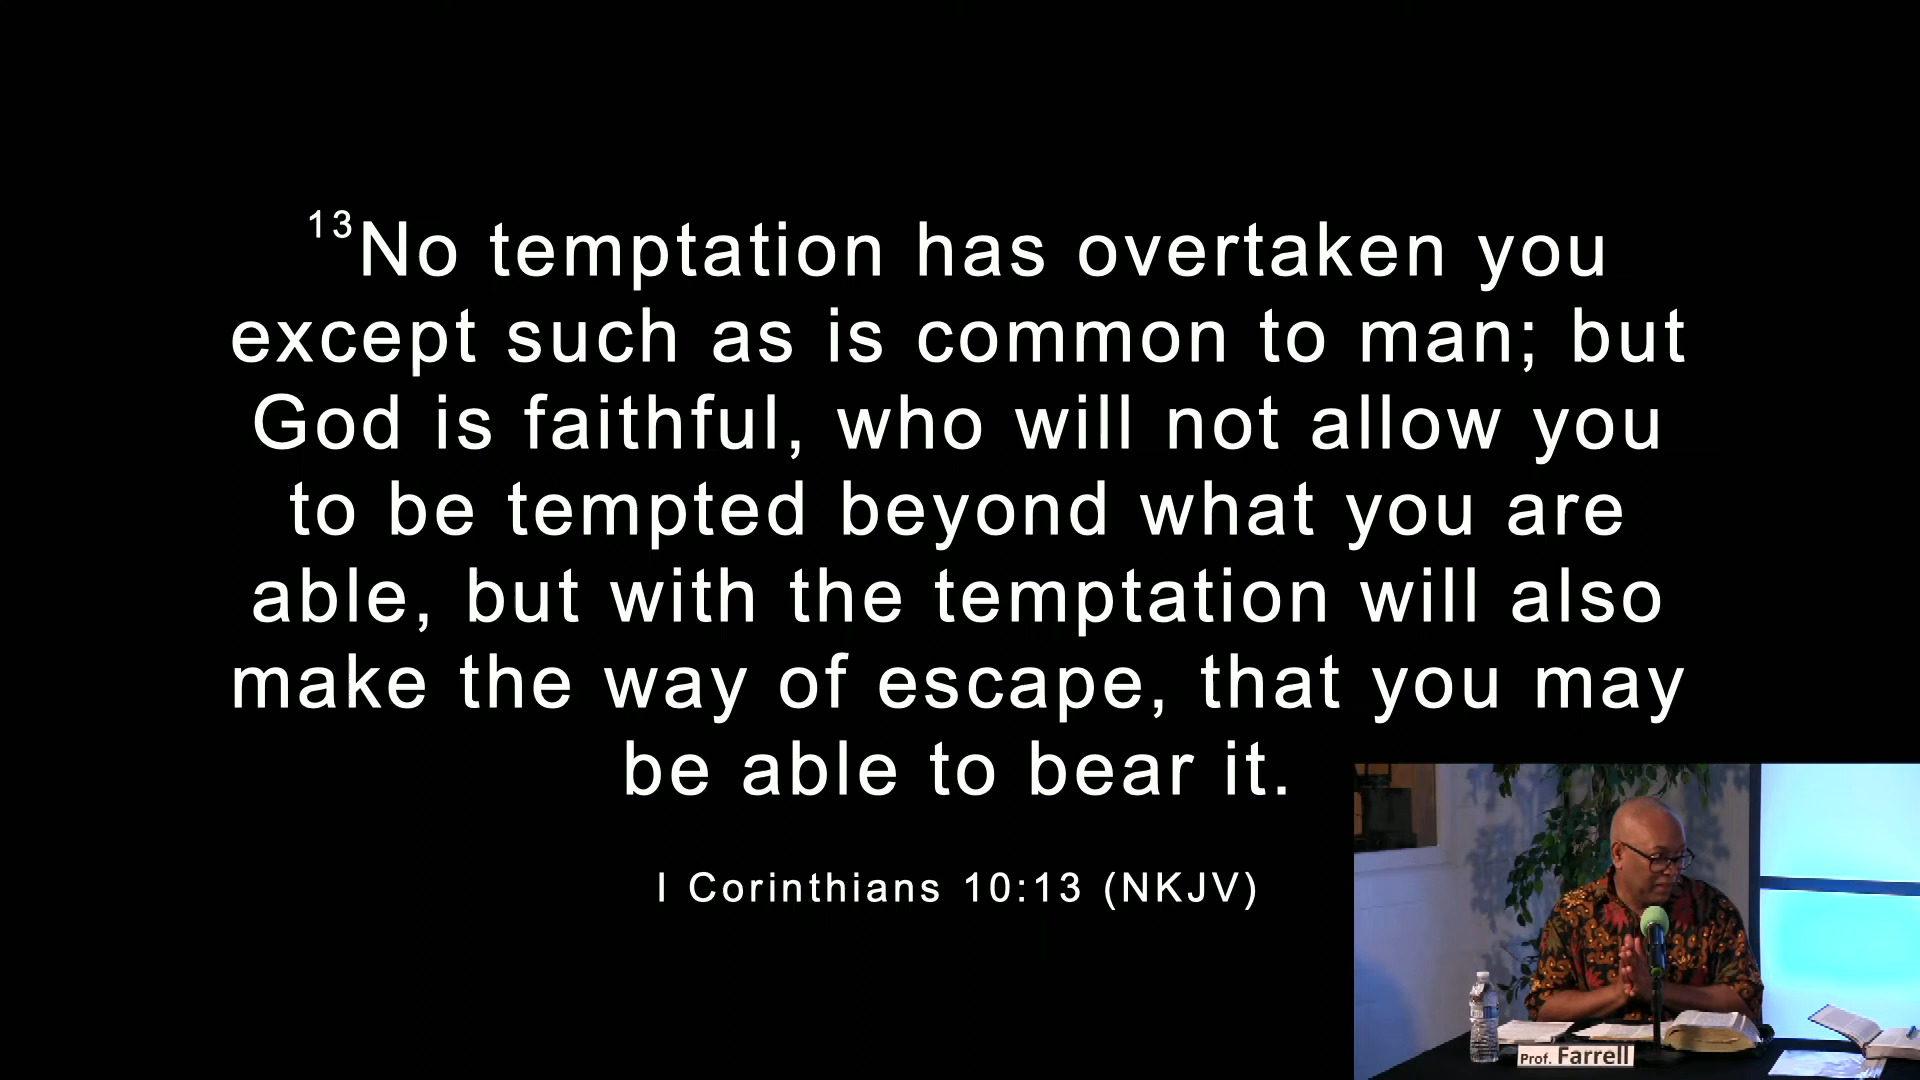 13No temptation has overtaken you
except such as is common to man; but
God is faithful, who will not allow you
to be tempted beyond what you are
able, but with the temptation will also
make the way of escape, that you may
be able to bear it.
I Corinthians 10:13 (NKJV)
Prof. Farrell